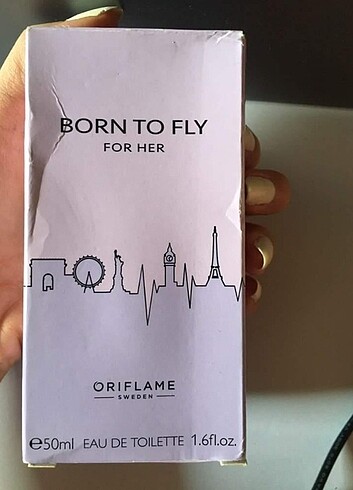 BORN TO FLY
FOR HER
ORIFLAME
SWEDEN
℮50ml EAU DE TOILETTE 1.6fl.oz.